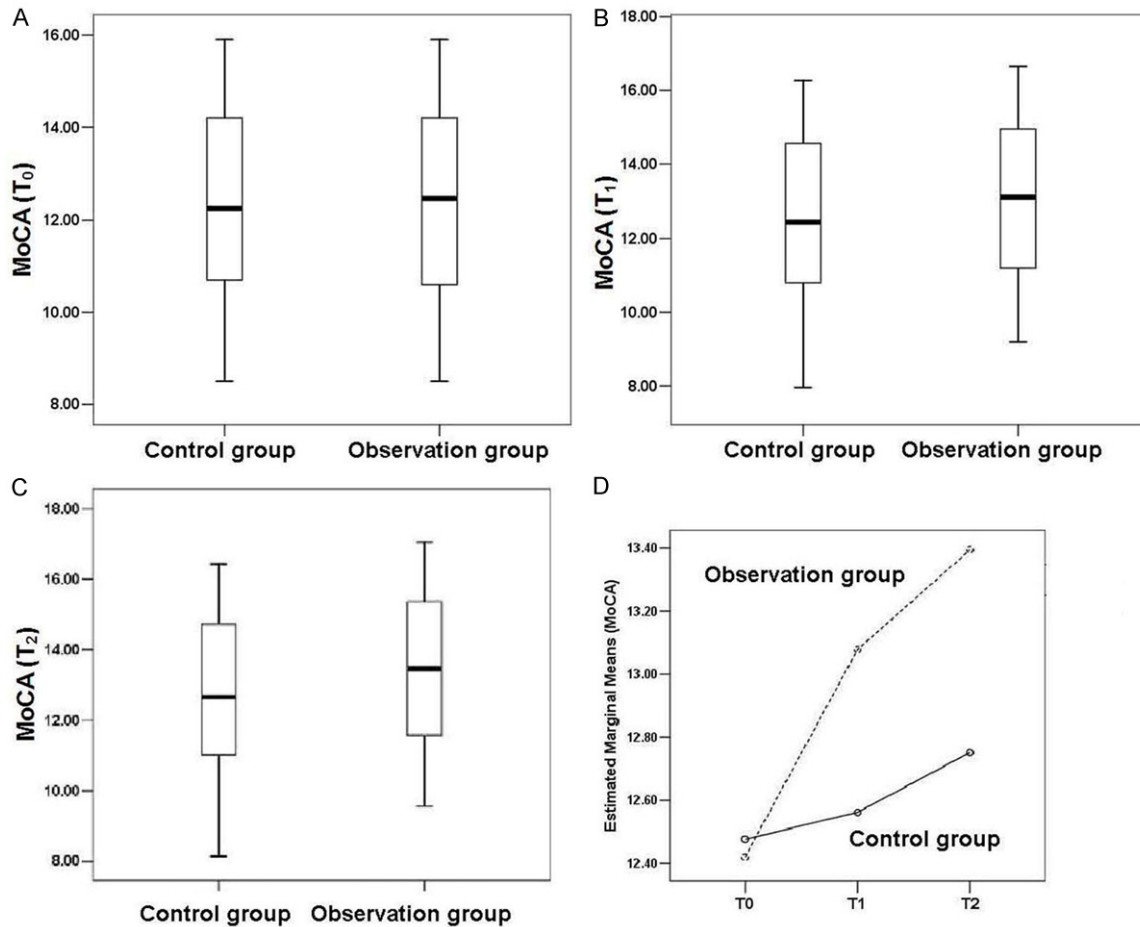 A
MoCA (T0)
16.00
14.00
12.00
10.00
8.00
Control group Observation group
B
MoCA (T1)
18.00
16.00
14.00
12.00
10.00
8.00
Control group Observation group
C
MoCA (T2)
18.00
16.00
14.00
12.00
10.00
8.00
Control group Observation group
D
Estimated Marginal Means (MoCA)
13.40
13.20
13.00
12.80
12.60
12.40
Observation group
Control group
T0 T1 T2